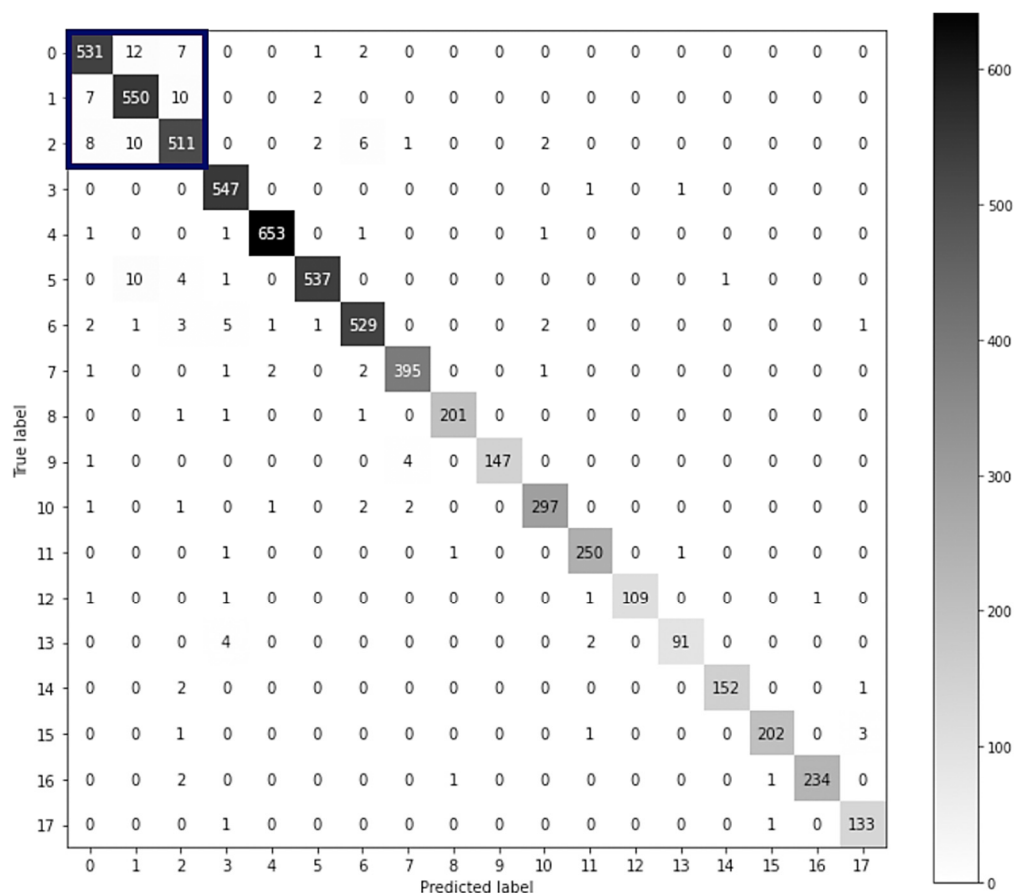 600
0 531 12 7 0 0 1 2 0 0 0 0 0 0 0 0 0 0 0
1 7 550 10 0 0 2 0 0 0 0 0 0 0 0 0 0 0 0
500
2 8 10 511 0 0 2 6 1 0 0 2 0 0 0 0 0 0 0
3 0 0 0 547 0 0 0 0 0 0 0 1 0 1 0 0 0 0
4 1 0 0 1 653 0 1 0 0 0 1 0 0 0 0 0 0 0
5 0 10 4 1 0 537 0 0 0 0 0 0 0 0 1 0 0 0
400
6 2 1 3 5 1 1 529 0 0 0 2 0 0 0 0 0 0 1
7 1 0 0 1 2 0 2 395 0 0 1 0 0 0 0 0 0 0
8 0 0 1 1 0 0 1 0 201 0 0 0 0 0 0 0 0 0
True label
9 1 0 0 0 0 0 0 4 0 147 0 0 0 0 0 0 0 0
300
10 1 0 1 0 1 0 2 2 0 0 297 0 0 0 0 0 0 0
11 0 0 0 1 0 0 0 0 1 0 0 250 0 1 0 0 0 0
12 1 0 0 1 0 0 0 0 0 0 0 1 109 0 0 0 1 0
200
13 0 0 0 4 0 0 0 0 0 0 0 2 0 91 0 0 0 0
14 0 0 2 0 0 0 0 0 0 0 0 0 0 0 152 0 0 1
15 0 0 1 0 0 0 0 0 0 0 0 1 0 0 0 202 0 3
100
16 0 0 2 0 0 0 0 0 1 0 0 0 0 0 0 1 234 0
17 0 0 0 1 0 0 0 0 0 0 0 0 0 0 0 1 0 133
0 1 2 3 4 5 6 7 8 9 10 11 12 13 14 15 16 17
0
Predicted label